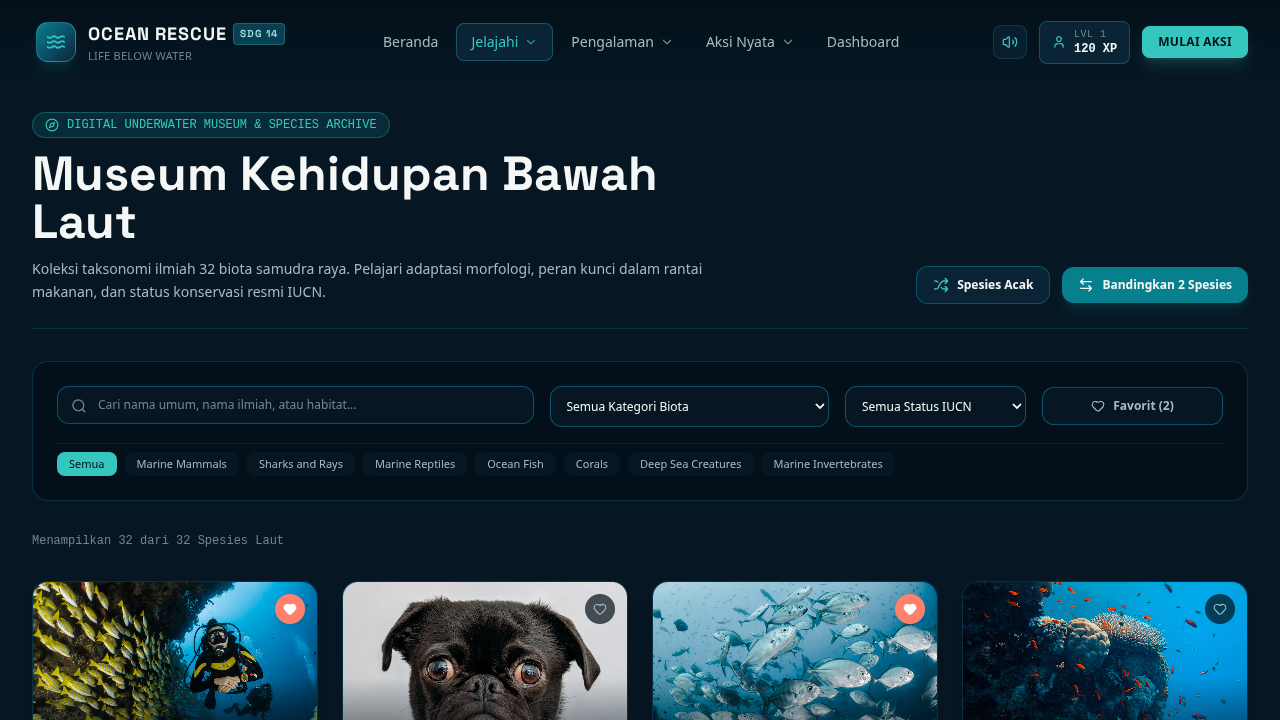 OCEAN RESCUE SDG 14
LIFE BELOW WATER
Beranda
Jelajahi
Pengalaman
Aksi Nyata
Dashboard
LVL 1
120 XP
MULAI AKSI
DIGITAL UNDERWATER MUSEUM & SPECIES ARCHIVE
Museum Kehidupan Bawah
Laut
Koleksi taksonomi ilmiah 32 biota samudra raya. Pelajari adaptasi morfologi, peran kunci dalam rantai
makanan, dan status konservasi resmi IUCN.
Spesies Acak
Bandingkan 2 Spesies
Cari nama umum, nama ilmiah, atau habitat...
Semua Kategori Biota
Semua Status IUCN
Favorit (2)
Semua
Marine Mammals
Sharks and Rays
Marine Reptiles
Ocean Fish
Corals
Deep Sea Creatures
Marine Invertebrates
Menampilkan 32 dari 32 Spesies Laut